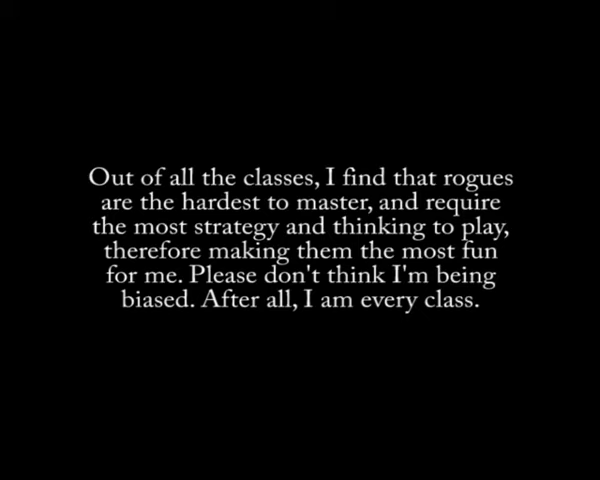 Out of all the classes, I find that rogues
are the hardest to master, and require
the most strategy and thinking to play,
therefore making them the most fun
for me. Please don't think I'm being
biased. After all, I am every class.